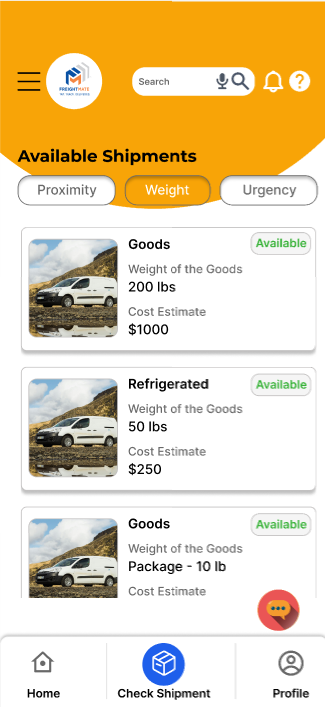 Search
FREIGHTMATE
Available Shipments
Proximity
Weight
Urgency
Goods
Available
Weight of the Goods
200 lbs
Cost Estimate
$1000
Refrigerated
Available
Weight of the Goods
50 lbs
Cost Estimate
$250
Goods
Available
Weight of the Goods
Package - 10 lb
Cost Estimate
Home
Check Shipment
Profile